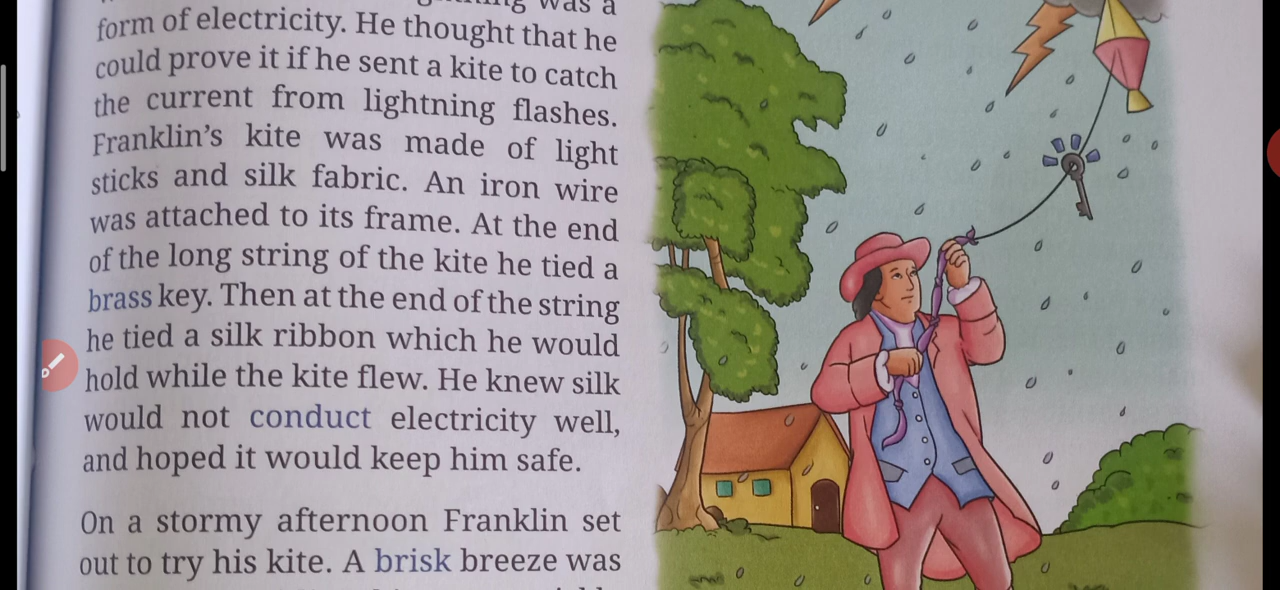 was a
form of electricity. He thought that he
could prove it if he sent a kite to catch
the current from lightning flashes.
Franklin's kite was made of light
sticks and silk fabric. An iron wire
was attached to its frame. At the end
of the long string of the kite he tied a
brass key. Then at the end of the string
he tied a silk ribbon which he would
hold while the kite flew. He knew silk
would not conduct electricity well,
and hoped it would keep him safe.
On a stormy afternoon Franklin set
out to try his kite. A brisk breeze was